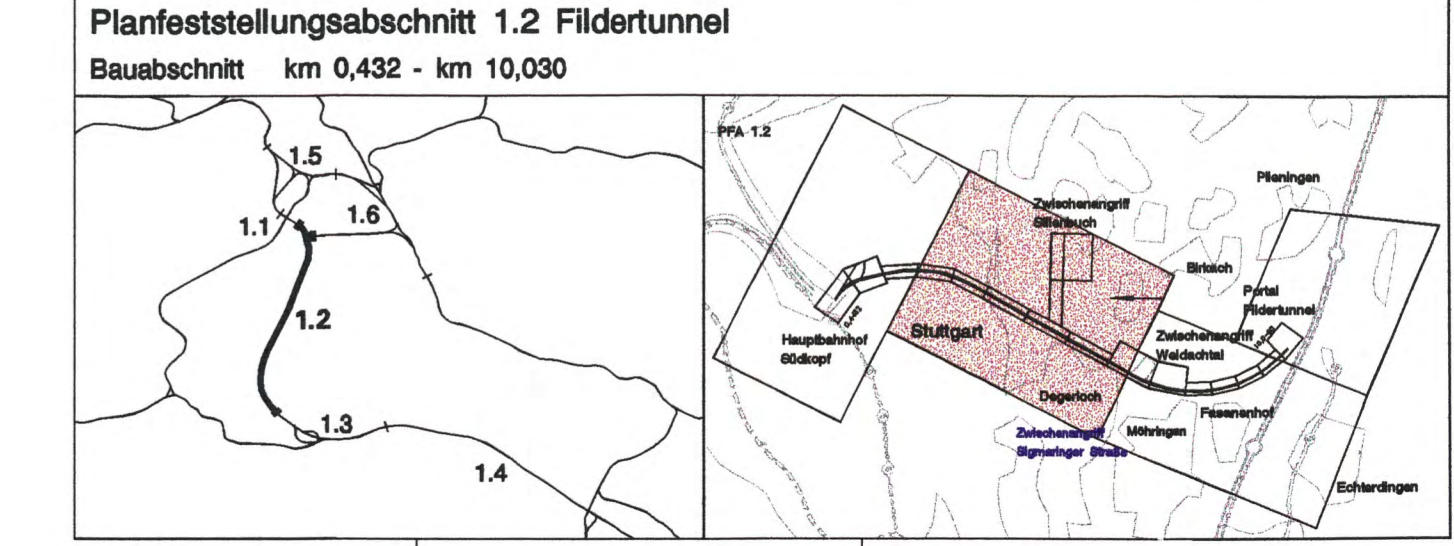 Planfeststellungsabschnitt 1.2 Fildertunnel
Bauabschnitt km 0,432 - km 10,030
1.5
1.1
1.6
1.2
1.3
1.4
PFA 1.2
Plieningen
Zwischenangriff
Sillenbuch
Birkach
Portal
Fildertunnel
Hauptbahnhof
Südkopf
Stuttgart
Zwischenangriff
Weidachtal
Degerloch
Fasanenhof
Zwischenangriff
Sigmaringer Straße
Möhringen
Echterdingen